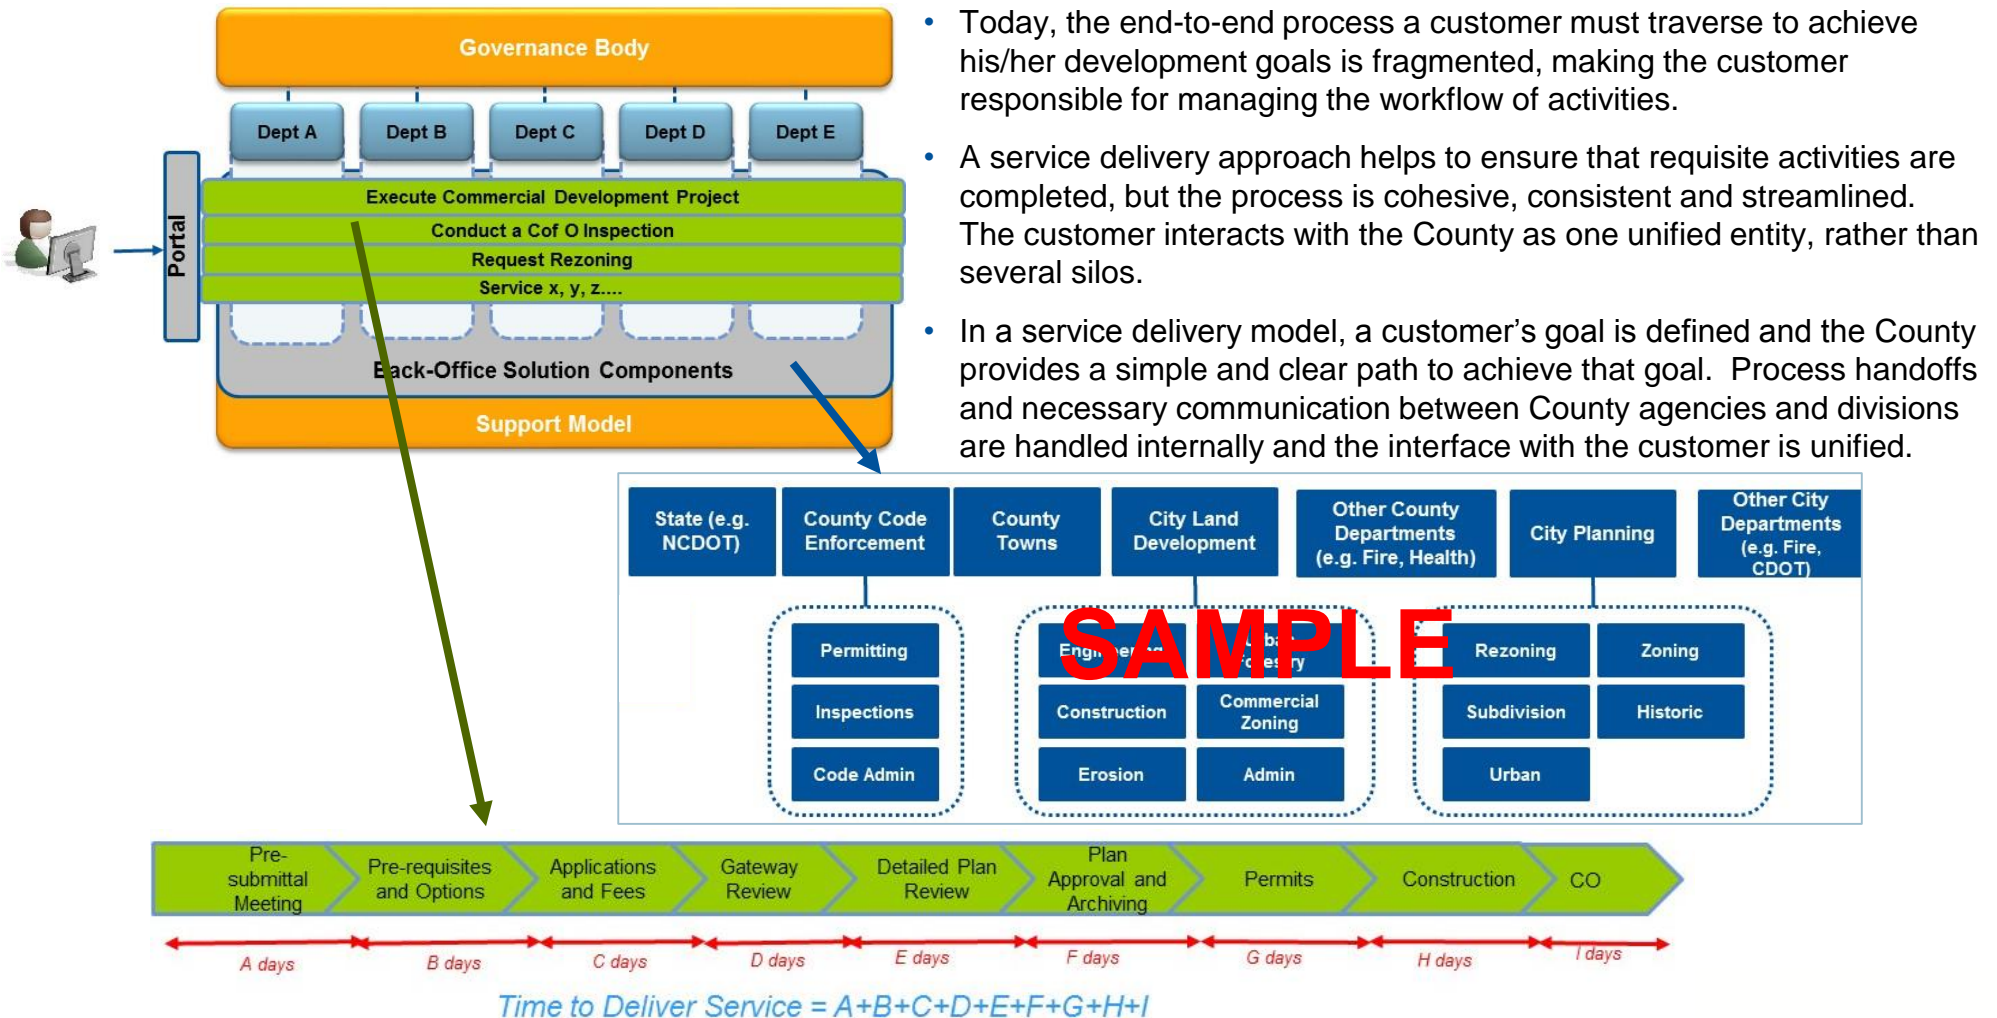 Governance Body
Dept A
Dept B
Dept C
Dept D
Dept E
Portal
Execute Commercial Development Project
Conduct a Cof O Inspection
Request Rezoning
Service x, y, z....
Back-Office Solution Components
Support Model
• Today, the end-to-end process a customer must traverse to achieve
his/her development goals is fragmented, making the customer
responsible for managing the workflow of activities.
• A service delivery approach helps to ensure that requisite activities are
completed, but the process is cohesive, consistent and streamlined.
The customer interacts with the County as one unified entity, rather than
several silos.
• In a service delivery model, a customer’s goal is defined and the County
provides a simple and clear path to achieve that goal.  Process handoffs
and necessary communication between County agencies and divisions
are handled internally and the interface with the customer is unified.
State (e.g.
NCDOT)
County Code
Enforcement
County
Towns
City Land
Development
Other County
Departments
(e.g. Fire, Health)
City Planning
Other City
Departments
(e.g. Fire,
CDOT)
Permitting
Inspections
Code Admin
SAMPLE
Engineering
Urban
Forestry
Construction
Commercial
Zoning
Erosion
Admin
Rezoning
Zoning
Subdivision
Historic
Urban
Pre-
submittal
Meeting
Pre-requisites
and Options
Applications
and Fees
Gateway
Review
Detailed Plan
Review
Plan
Approval and
Archiving
Permits
Construction
CO
A days
B days
C days
D days
E days
F days
G days
H days
I days
Time to Deliver Service = A+B+C+D+E+F+G+H+I